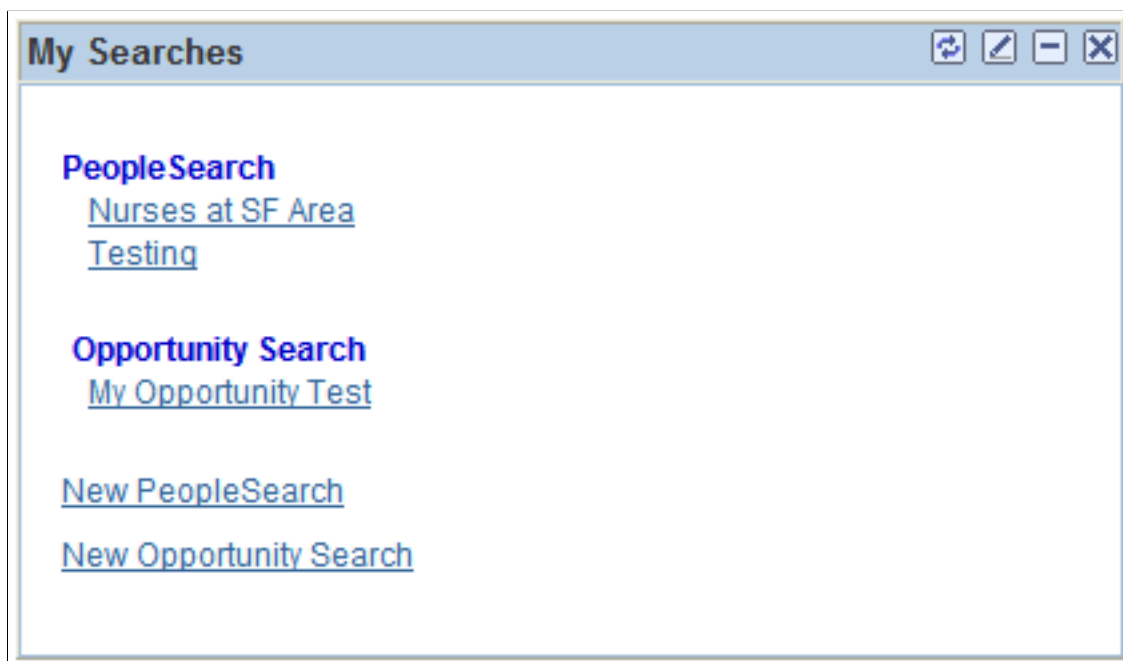 My Searches
PeopleSearch
Nurses at SF Area
Testing
Opportunity Search
My Opportunity Test
New PeopleSearch
New Opportunity Search